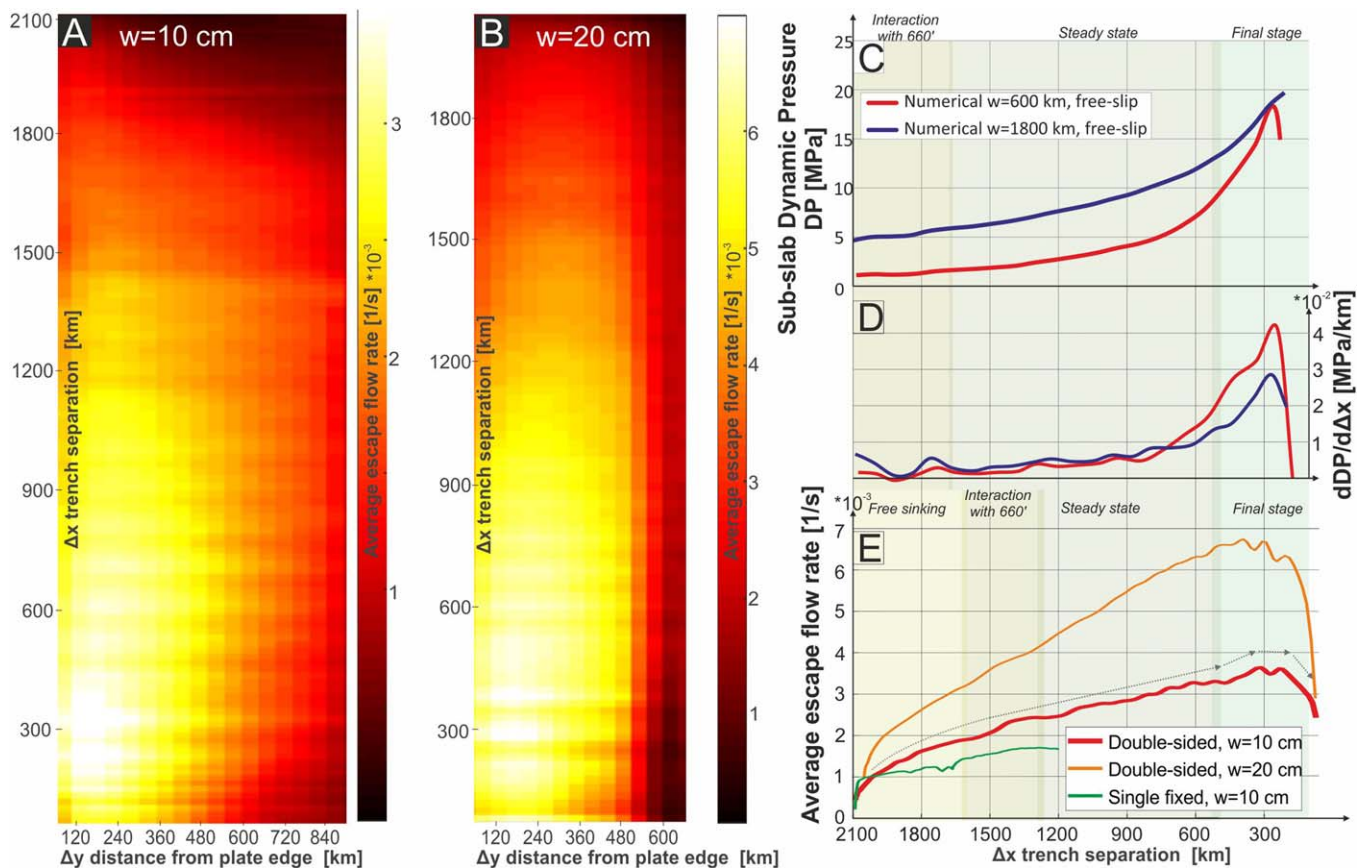 A
w=10 cm
2100
1800
1500
1200
900
600
300
Δx trench separation [km]
120 240 360 480 600 720 840
Δy distance from plate edge [km]
3
2
1
Average escape flow rate [1/s] *10⁻³
B
w=20 cm
1800
1500
1200
900
600
300
Δx trench separation [km]
120 240 360 480 600
Δy distance from plate edge [km]
6
5
4
3
2
1
Average escape flow rate [1/s] *10⁻³
Interaction
with 660'
Steady state
Final stage
C
25
20
15
10
5
0
Sub-slab Dynamic Pressure
DP [MPa]
Numerical w=600 km, free-slip
Numerical w=1800 km, free-slip
D
*10⁻²
4
3
2
1
dDP/dΔx [MPa/km]
*10⁻³
Free sinking
Interaction
with 660'
Steady state
Final stage
E
7
6
5
4
3
2
1
0
Average escape flow rate [1/s]
Double-sided, w=10 cm
Double-sided, w=20 cm
Single fixed, w=10 cm
2100 1800 1500 1200 900 600 300
Δx trench separation [km]